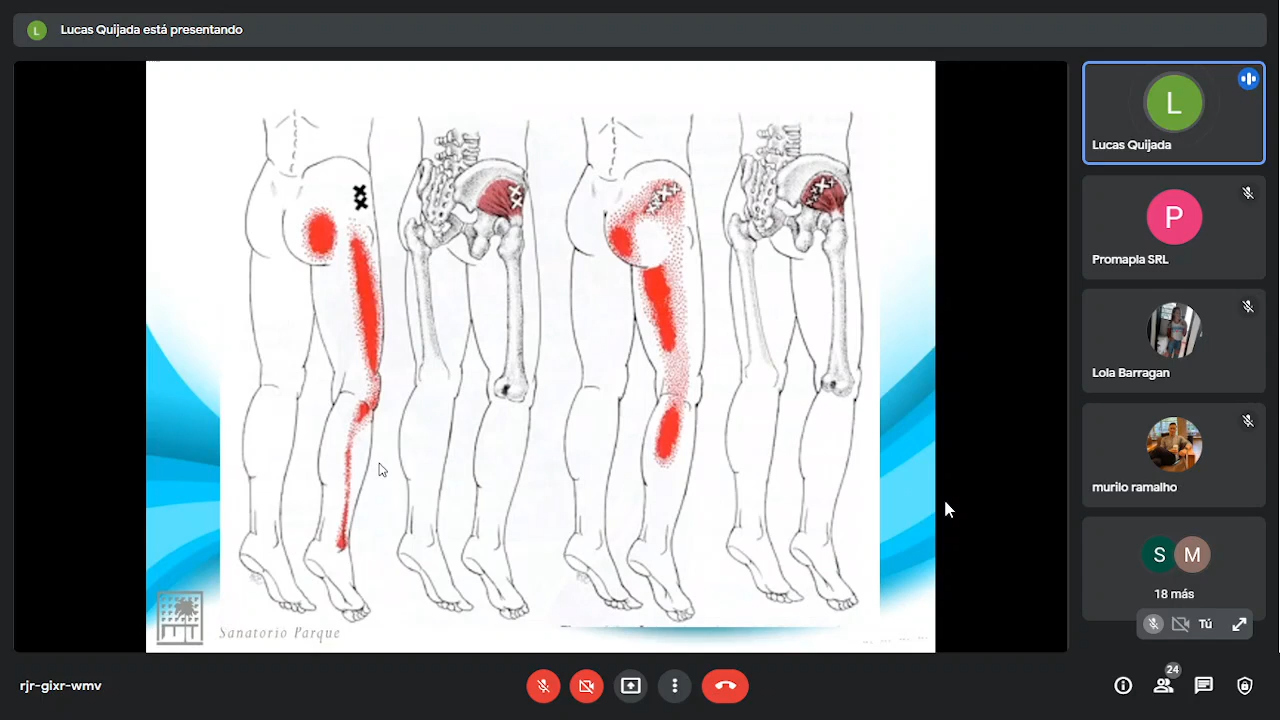 L
Lucas Quijada está presentando
L
Lucas Quijada
P
Promapla SRL
Lola Barragan
murilo ramalho
S
M
18 más
Tú
Sanatorio Parque
rjr-gixr-wmv
24